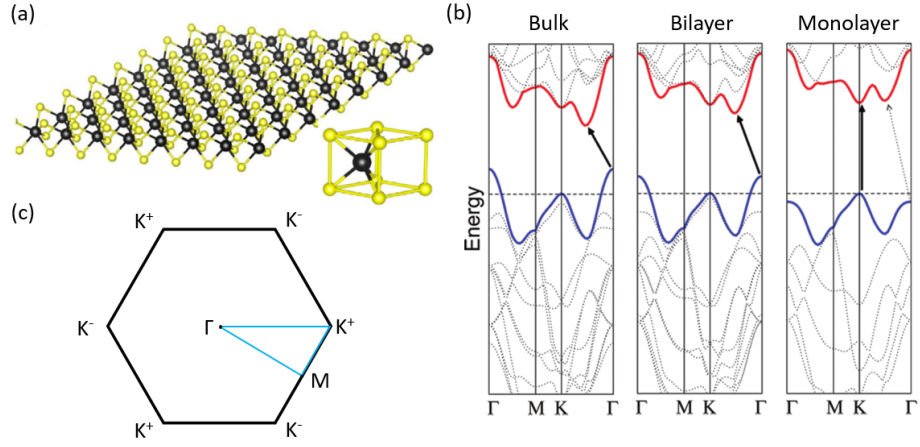 (a)
(b)
Bulk Bilayer Monolayer
Energy
Γ M K Γ Γ M K Γ Γ M K Γ
(c)
K⁺ K⁻
K⁻ Γ K⁺
M
K⁺ K⁻